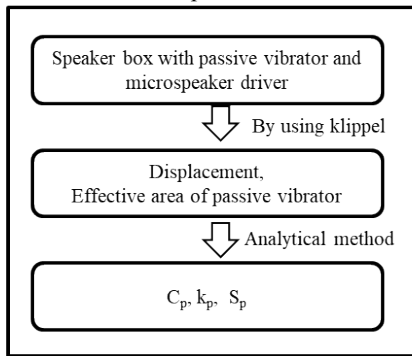 Speaker box with passive vibrator and
microspeaker driver
By using klippel
Displacement,
Effective area of passive vibrator
Analytical method
Cₚ, kₚ, Sₚ